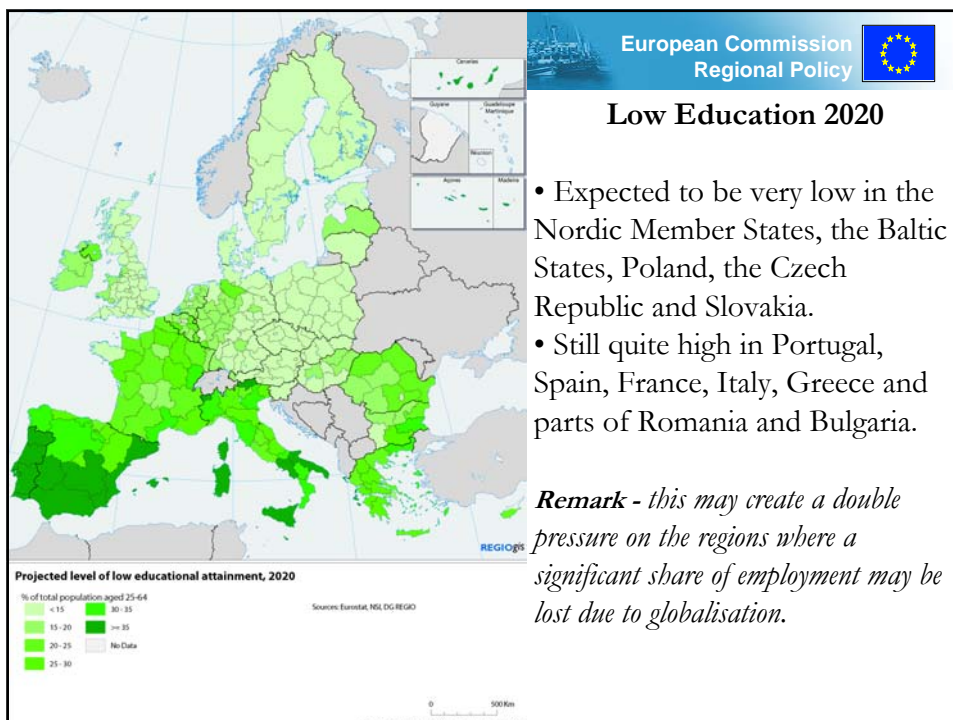 European Commission
Regional Policy
Low Education 2020
• Expected to be very low in the
Nordic Member States, the Baltic
States, Poland, the Czech
Republic and Slovakia.
• Still quite high in Portugal,
Spain, France, Italy, Greece and
parts of Romania and Bulgaria.
Remark - this may create a double
pressure on the regions where a
significant share of employment may be
lost due to globalisation.
Canarias
Guyane
Guadeloupe
Martinique
Réunion
Açores
Madeira
REGIOgis
Projected level of low educational attainment, 2020
% of total population aged 25-64
< 15
15 - 20
20 - 25
25 - 30
30 - 35
>= 35
No Data
Sources: Eurostat, NSI, DG REGIO
0 500 Km